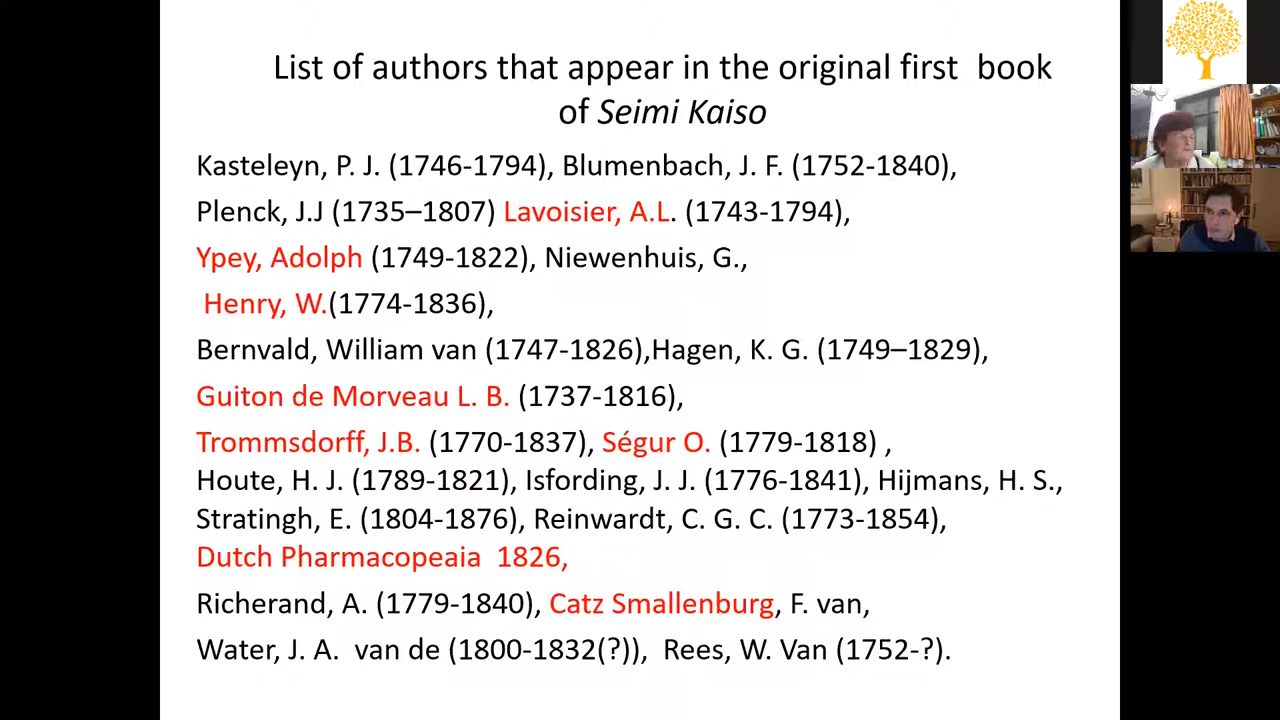 List of authors that appear in the original first book
of Seimi Kaiso
Kasteleyn, P. J. (1746-1794), Blumenbach, J. F. (1752-1840),
Plenck, J.J (1735–1807) Lavoisier, A.L. (1743-1794),
Ypey, Adolph (1749-1822), Niewenhuis, G.,
Henry, W.(1774-1836),
Bernvald, William van (1747-1826),Hagen, K. G. (1749–1829),
Guiton de Morveau L. B. (1737-1816),
Trommsdorff, J.B. (1770-1837), Ségur O. (1779-1818) ,
Houte, H. J. (1789-1821), Isfording, J. J. (1776-1841), Hijmans, H. S.,
Stratingh, E. (1804-1876), Reinwardt, C. G. C. (1773-1854),
Dutch Pharmacopeaia 1826,
Richerand, A. (1779-1840), Catz Smallenburg, F. van,
Water, J. A. van de (1800-1832(?)), Rees, W. Van (1752-?).